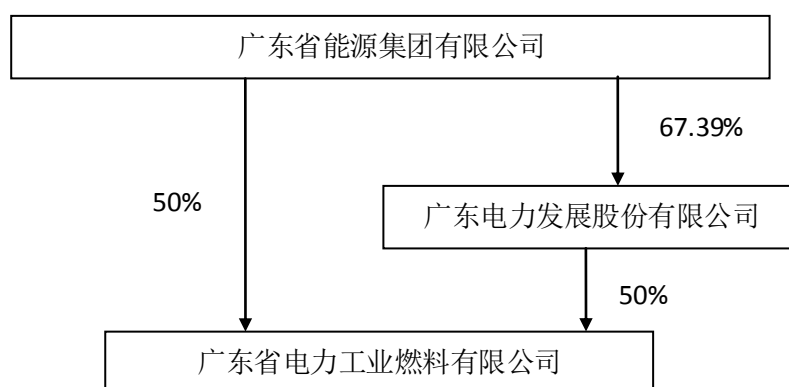 广东省能源集团有限公司
67.39%
50%
广东电力发展股份有限公司
50%
广东省电力工业燃料有限公司